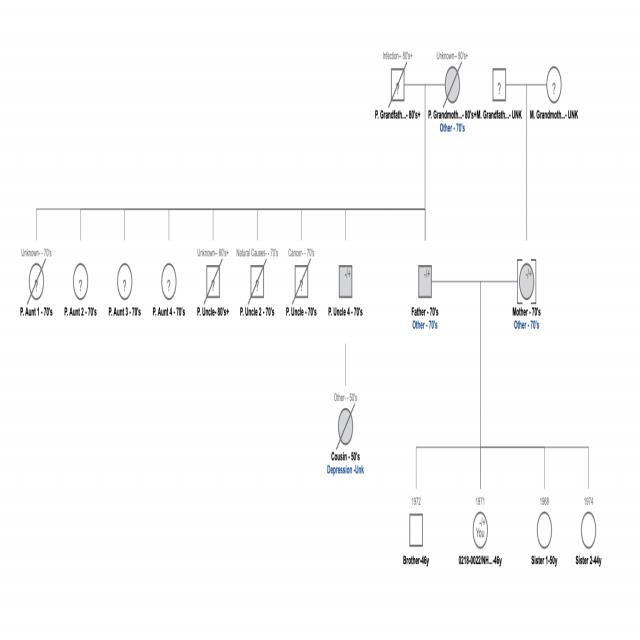 Infection-- 80's+
Unknown-- 80's+
?
?
?
?
P. Grandfath...- 80's+
P. Grandmoth...- 80's+
M. Grandfath..- UNK
M. Grandmoth...- UNK
Other - 70's
Unknown- - 70's
Unknown-- 80's+
Natural Causes- - 70's
Cancer- - 70's
?
?
?
?
?
?
?
-/+
-/+
-/+
P. Aunt 1 - 70's
P. Aunt 2 - 70's
P. Aunt 3 - 70's
P. Aunt 4 - 70's
P. Uncle- 80's+
P. Uncle 2 - 70's
P. Uncle - 70's
P. Uncle 4 - 70's
Father - 70's
Mother - 70's
Other - 70's
Other - 70's
Other- - 50's
Cousin - 50's
Depression -Unk
1972
1971
1968
1974
-/+
You
Brother-46y
0218-0022/NH...-46y
Sister 1-50y
Sister 2-44y